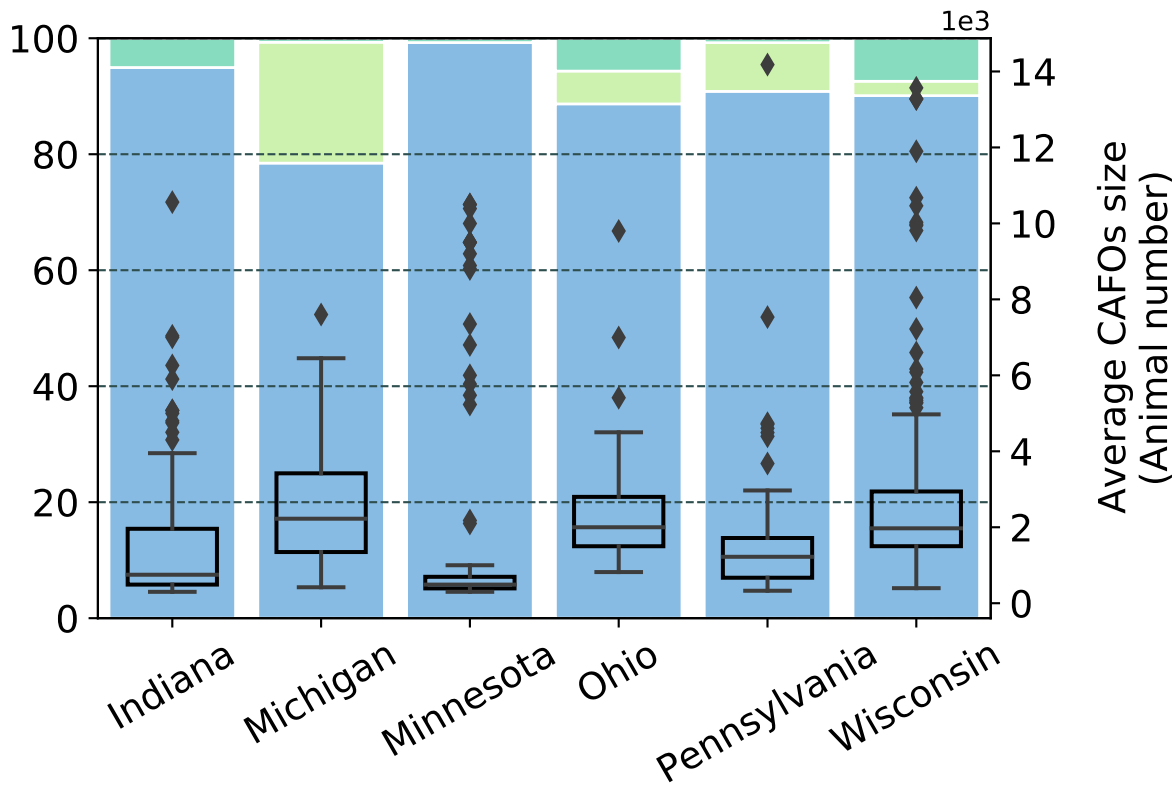 1e3
100
80
60
40
20
0
14
12
10
8
6
4
2
0
Average CAFOs size
(Animal number)
Indiana
Michigan
Minnesota
Ohio
Pennsylvania
Wisconsin